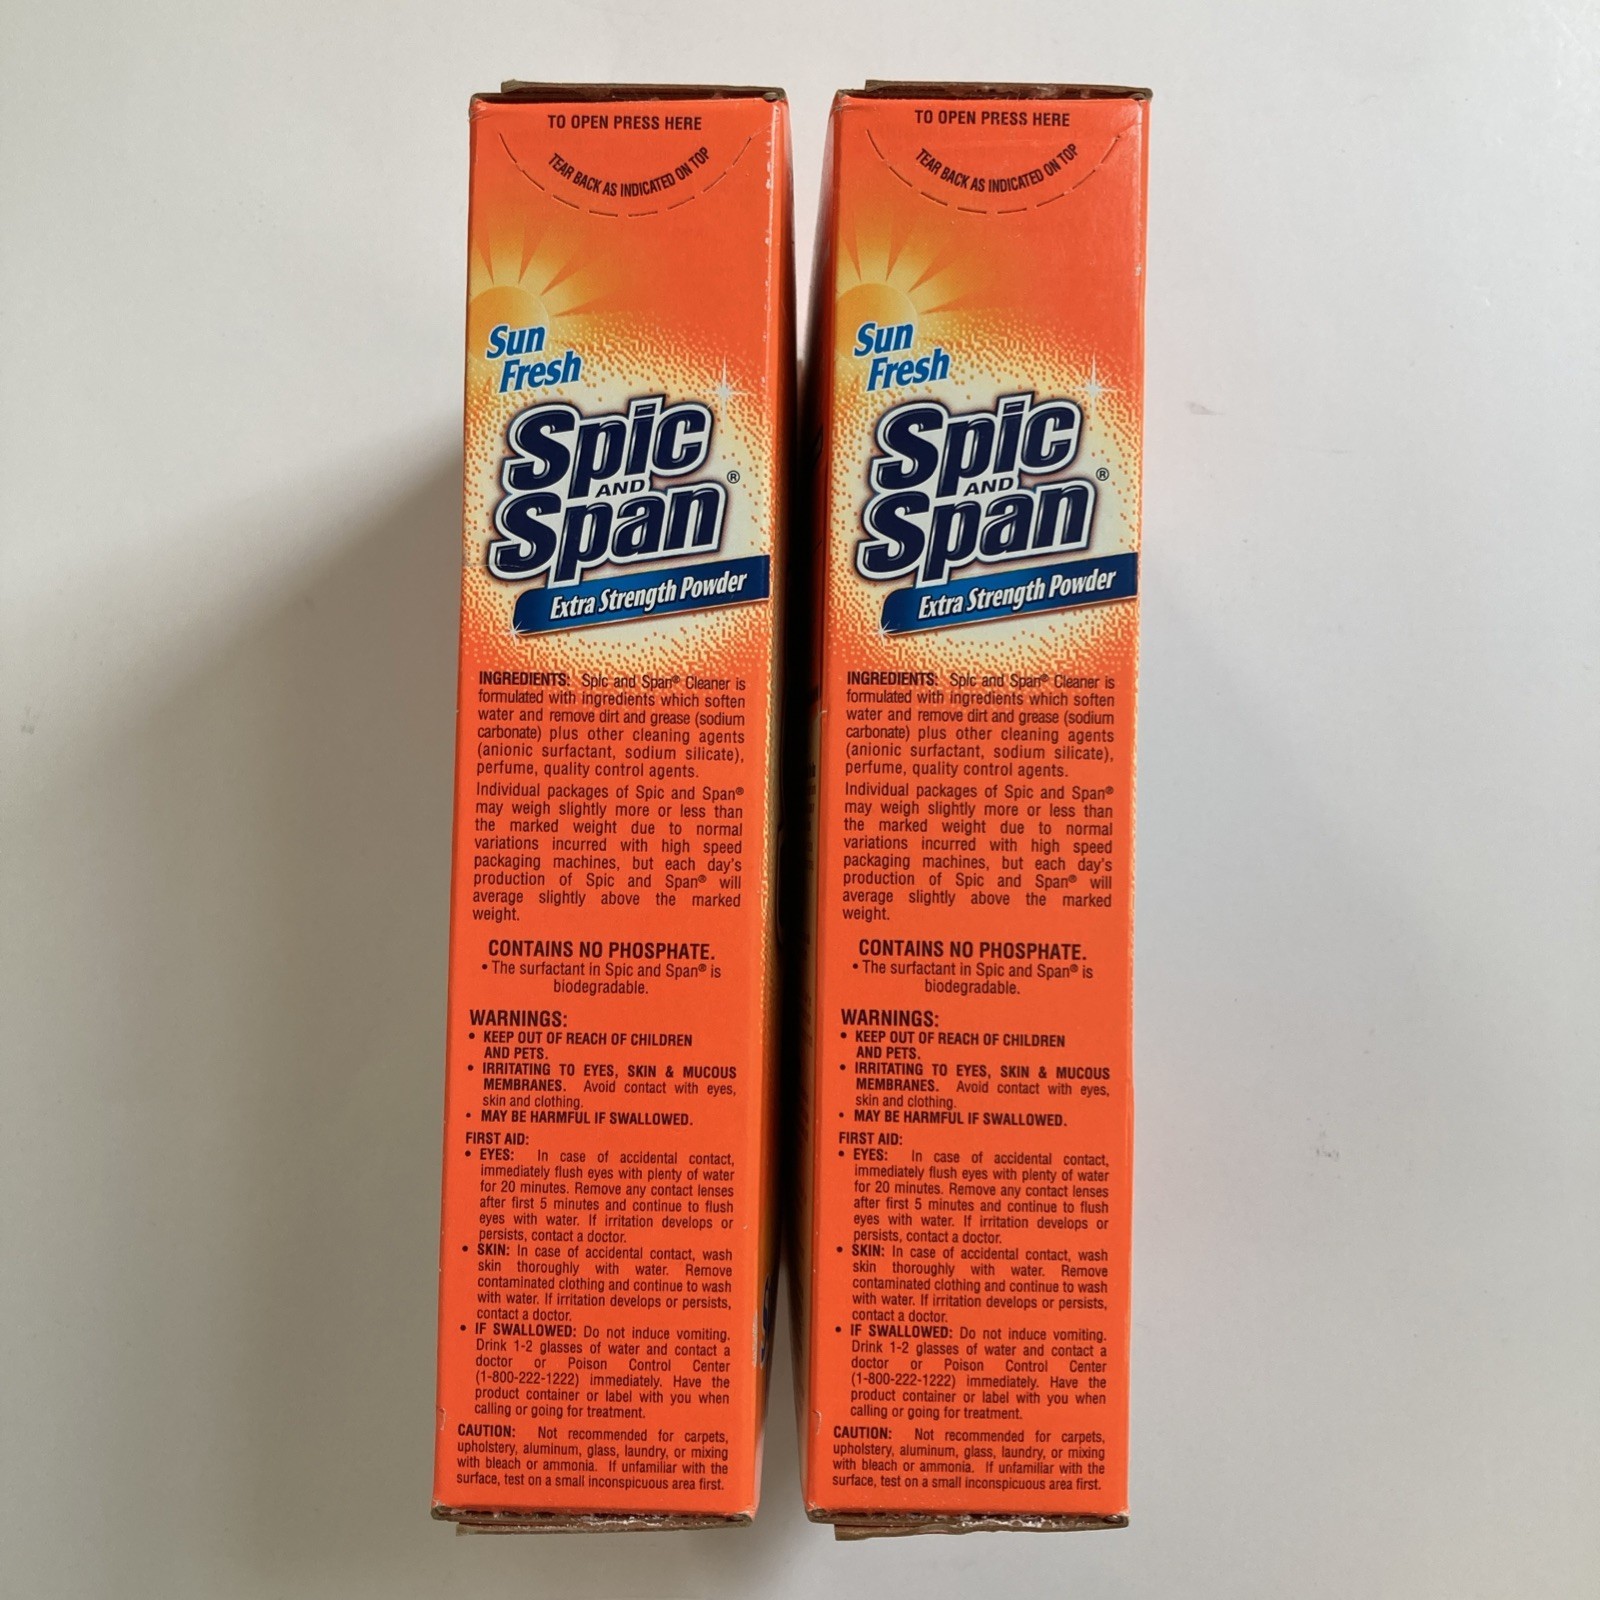 TO OPEN PRESS HERE
TEAR BACK AS INDICATED ON TOP
Sun
Fresh
Spic
AND
Span®
Extra Strength Powder
INGREDIENTS: Spic and Span® Cleaner is
formulated with ingredients which soften
water and remove dirt and grease (sodium
carbonate) plus other cleaning agents
(anionic surfactant, sodium silicate),
perfume, quality control agents.
Individual packages of Spic and Span®
may weigh slightly more or less than
the marked weight due to normal
variations incurred with high speed
packaging machines, but each day's
production of Spic and Span® will
average slightly above the marked
weight.
CONTAINS NO PHOSPHATE.
• The surfactant in Spic and Span® is
biodegradable.
WARNINGS:
• KEEP OUT OF REACH OF CHILDREN
AND PETS.
• IRRITATING TO EYES, SKIN & MUCOUS
MEMBRANES. Avoid contact with eyes,
skin and clothing.
• MAY BE HARMFUL IF SWALLOWED.
FIRST AID:
• EYES: In case of accidental contact,
immediately flush eyes with plenty of water
for 20 minutes. Remove any contact lenses
after first 5 minutes and continue to flush
eyes with water. If irritation develops or
persists, contact a doctor.
• SKIN: In case of accidental contact, wash
skin thoroughly with water. Remove
contaminated clothing and continue to wash
with water. If irritation develops or persists,
contact a doctor.
• IF SWALLOWED: Do not induce vomiting.
Drink 1-2 glasses of water and contact a
doctor or Poison Control Center
(1-800-222-1222) immediately. Have the
product container or label with you when
calling or going for treatment.
CAUTION: Not recommended for carpets,
upholstery, aluminum, glass, laundry, or mixing
with bleach or ammonia. If unfamiliar with the
surface, test on a small inconspicuous area first.
TO OPEN PRESS HERE
TEAR BACK AS INDICATED ON TOP
Sun
Fresh
Spic
AND
Span®
Extra Strength Powder
INGREDIENTS: Spic and Span® Cleaner is
formulated with ingredients which soften
water and remove dirt and grease (sodium
carbonate) plus other cleaning agents
(anionic surfactant, sodium silicate),
perfume, quality control agents.
Individual packages of Spic and Span®
may weigh slightly more or less than
the marked weight due to normal
variations incurred with high speed
packaging machines, but each day's
production of Spic and Span® will
average slightly above the marked
weight.
CONTAINS NO PHOSPHATE.
• The surfactant in Spic and Span® is
biodegradable.
WARNINGS:
• KEEP OUT OF REACH OF CHILDREN
AND PETS.
• IRRITATING TO EYES, SKIN & MUCOUS
MEMBRANES. Avoid contact with eyes,
skin and clothing.
• MAY BE HARMFUL IF SWALLOWED.
FIRST AID:
• EYES: In case of accidental contact,
immediately flush eyes with plenty of water
for 20 minutes. Remove any contact lenses
after first 5 minutes and continue to flush
eyes with water. If irritation develops or
persists, contact a doctor.
• SKIN: In case of accidental contact, wash
skin thoroughly with water. Remove
contaminated clothing and continue to wash
with water. If irritation develops or persists,
contact a doctor.
• IF SWALLOWED: Do not induce vomiting.
Drink 1-2 glasses of water and contact a
doctor or Poison Control Center
(1-800-222-1222) immediately. Have the
product container or label with you when
calling or going for treatment.
CAUTION: Not recommended for carpets,
upholstery, aluminum, glass, laundry, or mixing
with bleach or ammonia. If unfamiliar with the
surface, test on a small inconspicuous area first.